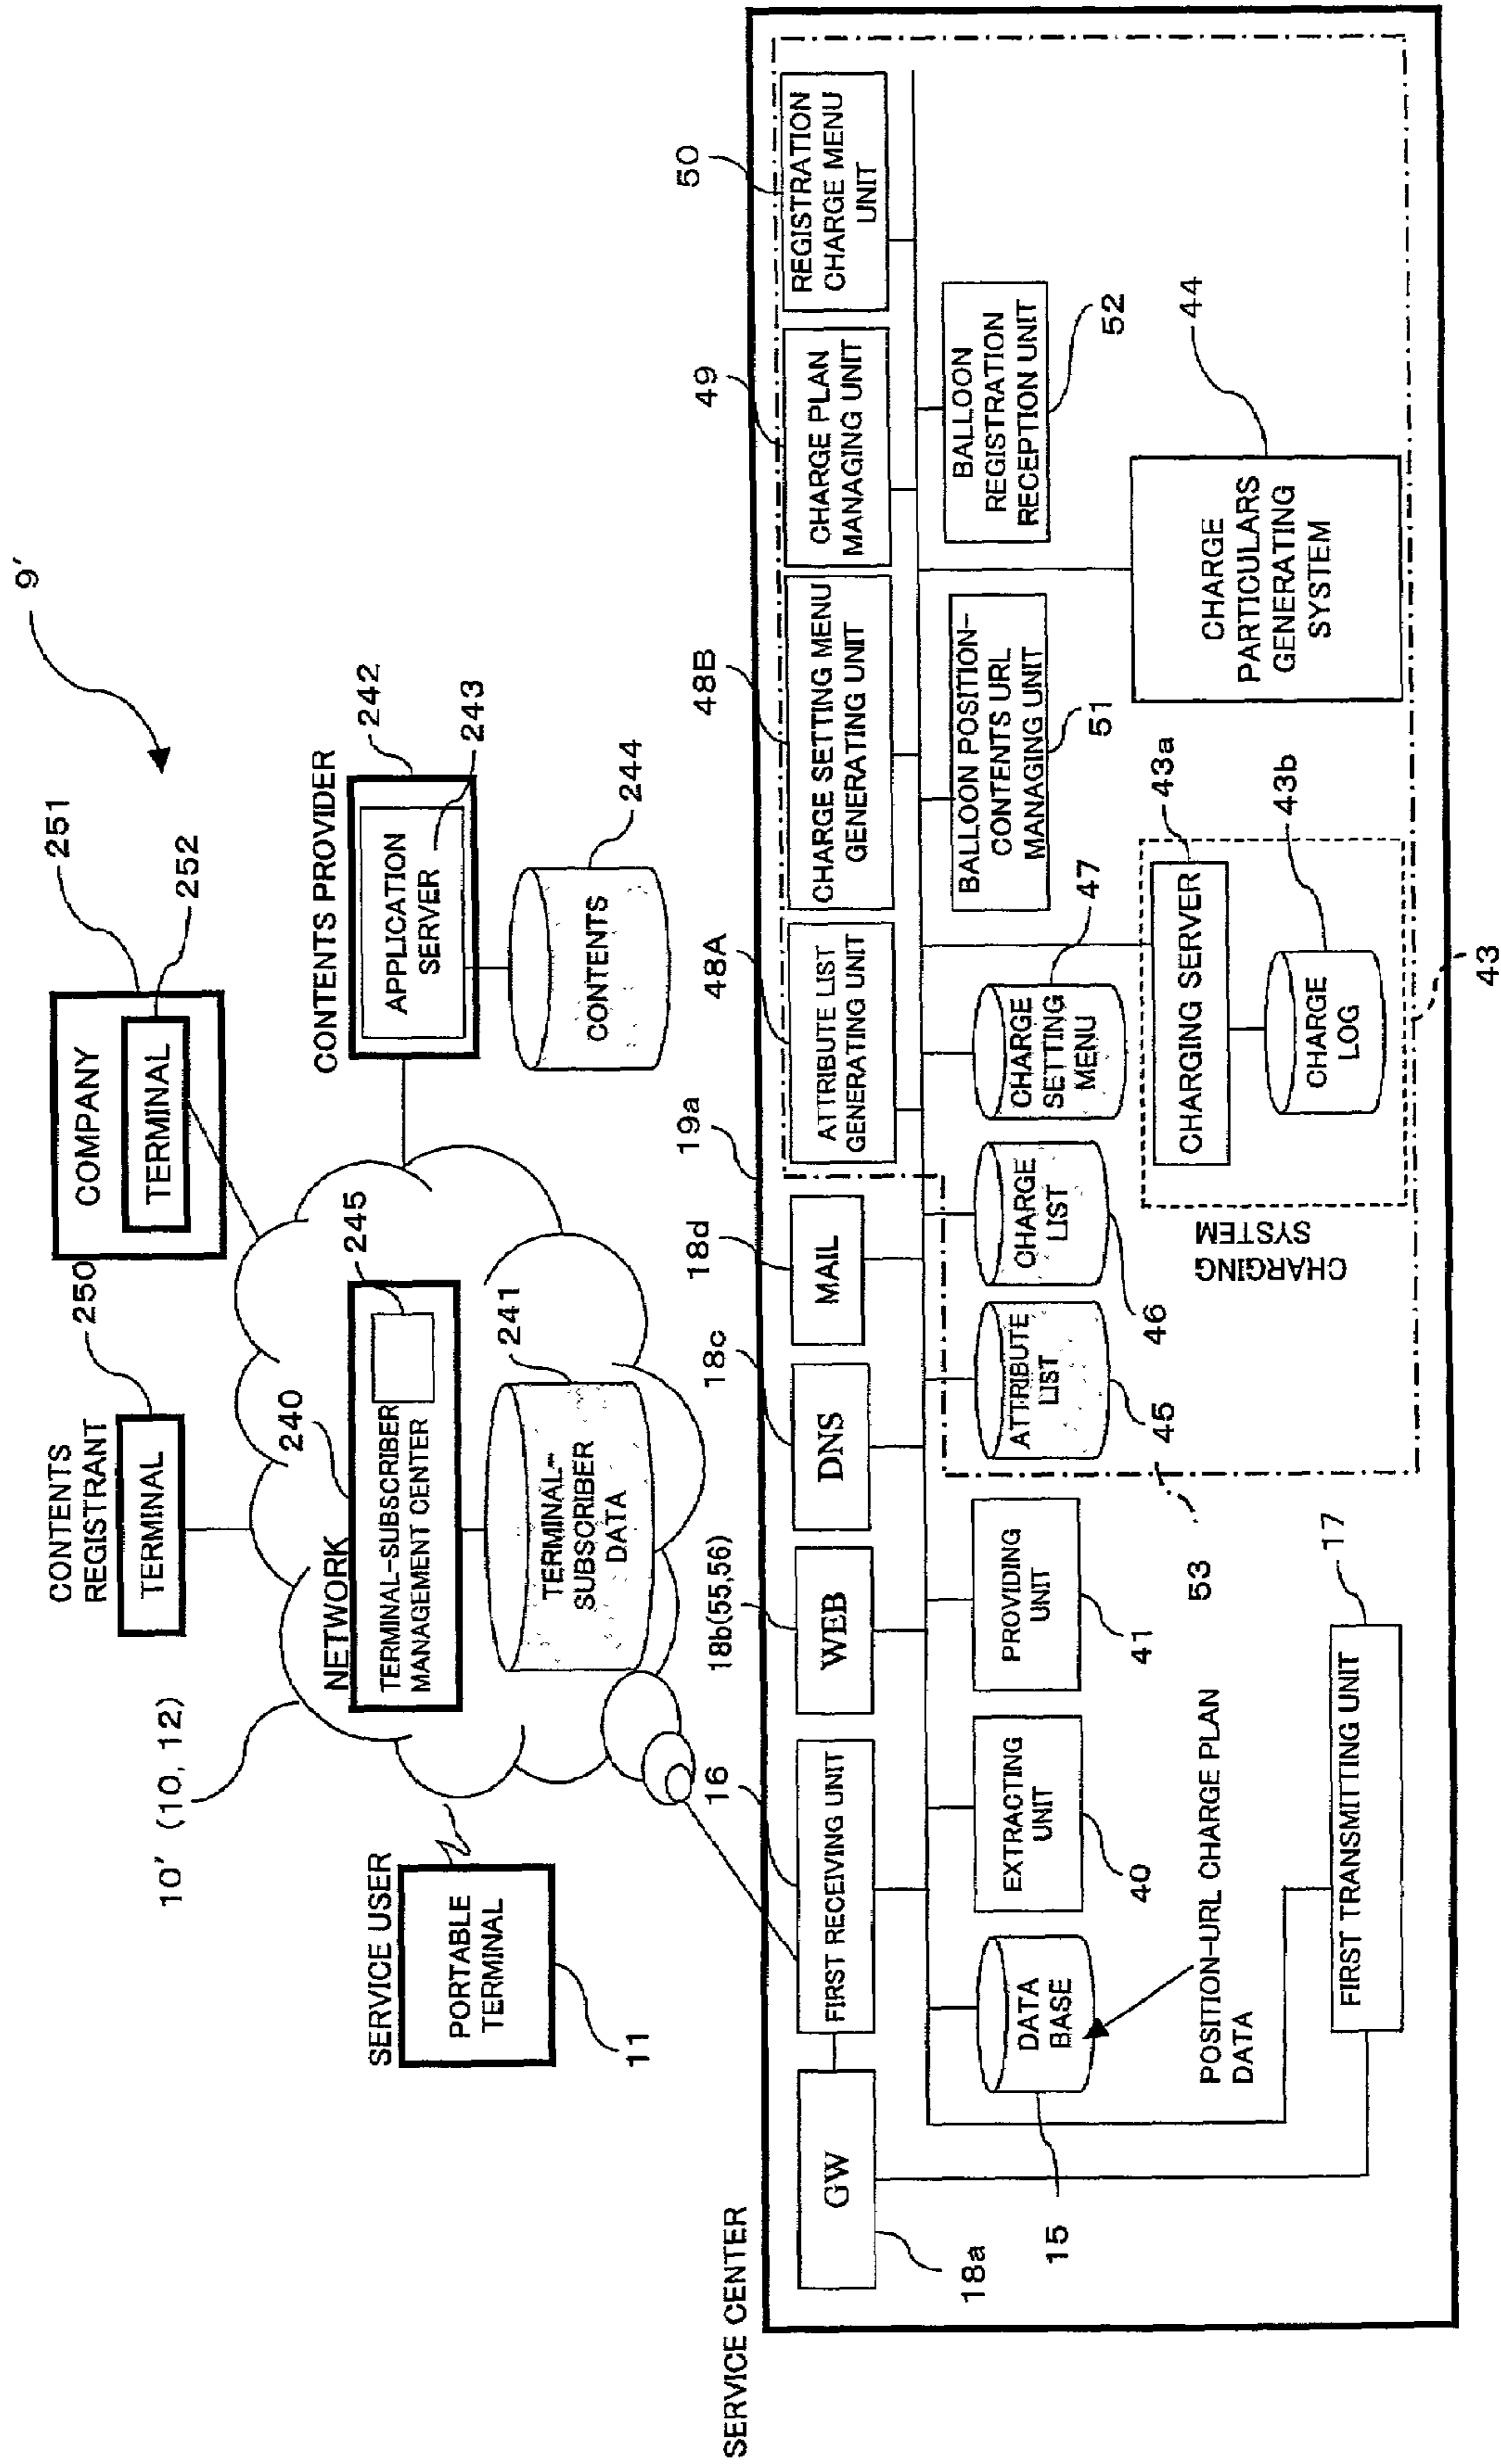 9'
CONTENTS
REGISTRANT
TERMINAL
250
COMPANY
TERMINAL
251
252
CONTENTS PROVIDER
APPLICATION
SERVER
242
243
CONTENTS
244
10' (10, 12)
NETWORK
240
TERMINAL-SUBSCRIBER
MANAGEMENT CENTER
245
TERMINAL-
SUBSCRIBER
DATA
241
SERVICE USER
PORTABLE
TERMINAL
11
SERVICE CENTER
19a
GW
18a
FIRST RECEIVING UNIT
16
WEB
18b(55,56)
DNS
18c
MAIL
18d
ATTRIBUTE LIST
GENERATING UNIT
48A
CHARGE SETTING MENU
GENERATING UNIT
48B
CHARGE PLAN
MANAGING UNIT
49
REGISTRATION
CHARGE MENU
UNIT
50
DATA
BASE
15
POSITION-URL CHARGE PLAN
DATA
EXTRACTING
UNIT
40
PROVIDING
UNIT
41
53
ATTRIBUTE
LIST
45
CHARGE
LIST
46
CHARGE
SETTING
MENU
47
BALLOON POSITION-
CONTENTS URL
MANAGING UNIT
51
BALLOON
REGISTRATION
RECEPTION UNIT
52
FIRST TRANSMITTING UNIT
17
CHARGING
SYSTEM
CHARGING SERVER
43a
CHARGE
LOG
43b
43
CHARGE
PARTICULARS
GENERATING
SYSTEM
44